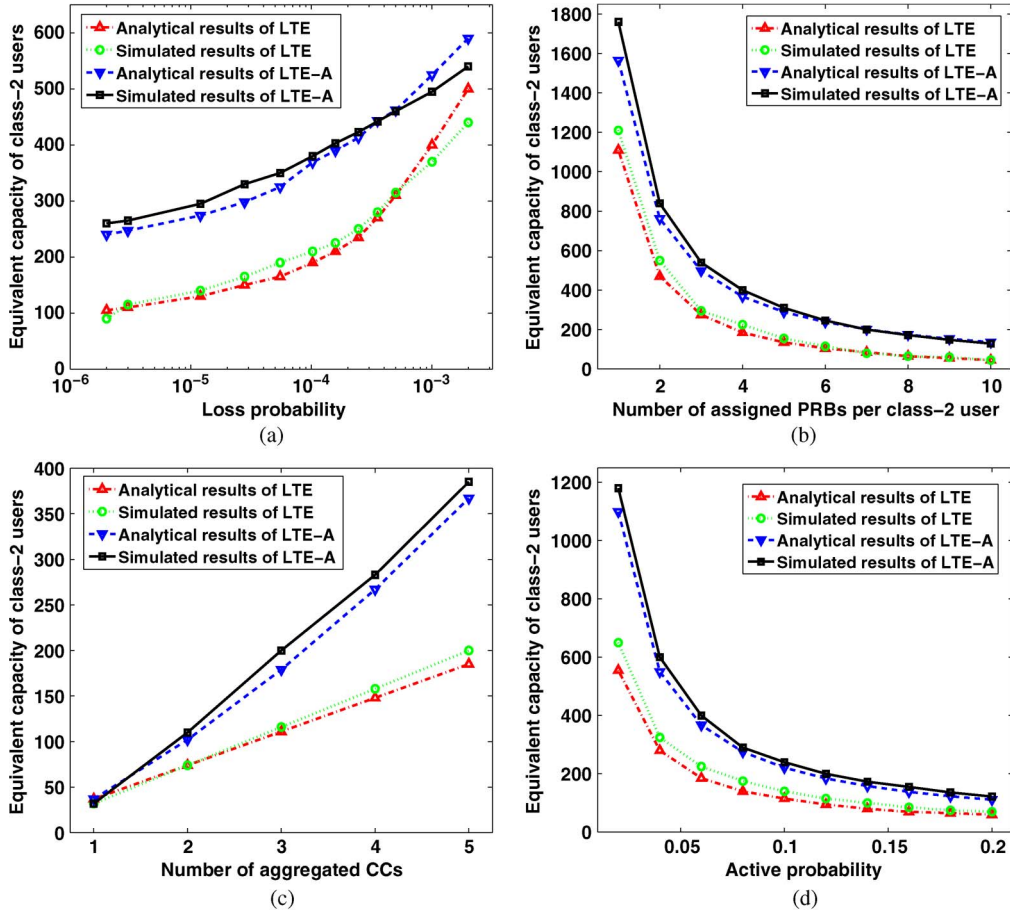 Analytical results of LTE
Simulated results of LTE
Analytical results of LTE-A
Simulated results of LTE-A
Equivalent capacity of class-2 users
600
500
400
300
200
100
0
10⁻⁶
10⁻⁵
10⁻⁴
10⁻³
Loss probability
(a)
Analytical results of LTE
Simulated results of LTE
Analytical results of LTE-A
Simulated results of LTE-A
Equivalent capacity of class-2 users
1800
1600
1400
1200
1000
800
600
400
200
0
2
4
6
8
10
Number of assigned PRBs per class-2 user
(b)
Analytical results of LTE
Simulated results of LTE
Analytical results of LTE-A
Simulated results of LTE-A
Equivalent capacity of class-2 users
400
350
300
250
200
150
100
50
0
1
2
3
4
5
Number of aggregated CCs
(c)
Analytical results of LTE
Simulated results of LTE
Analytical results of LTE-A
Simulated results of LTE-A
Equivalent capacity of class-2 users
1200
1000
800
600
400
200
0
0.05
0.1
0.15
0.2
Active probability
(d)